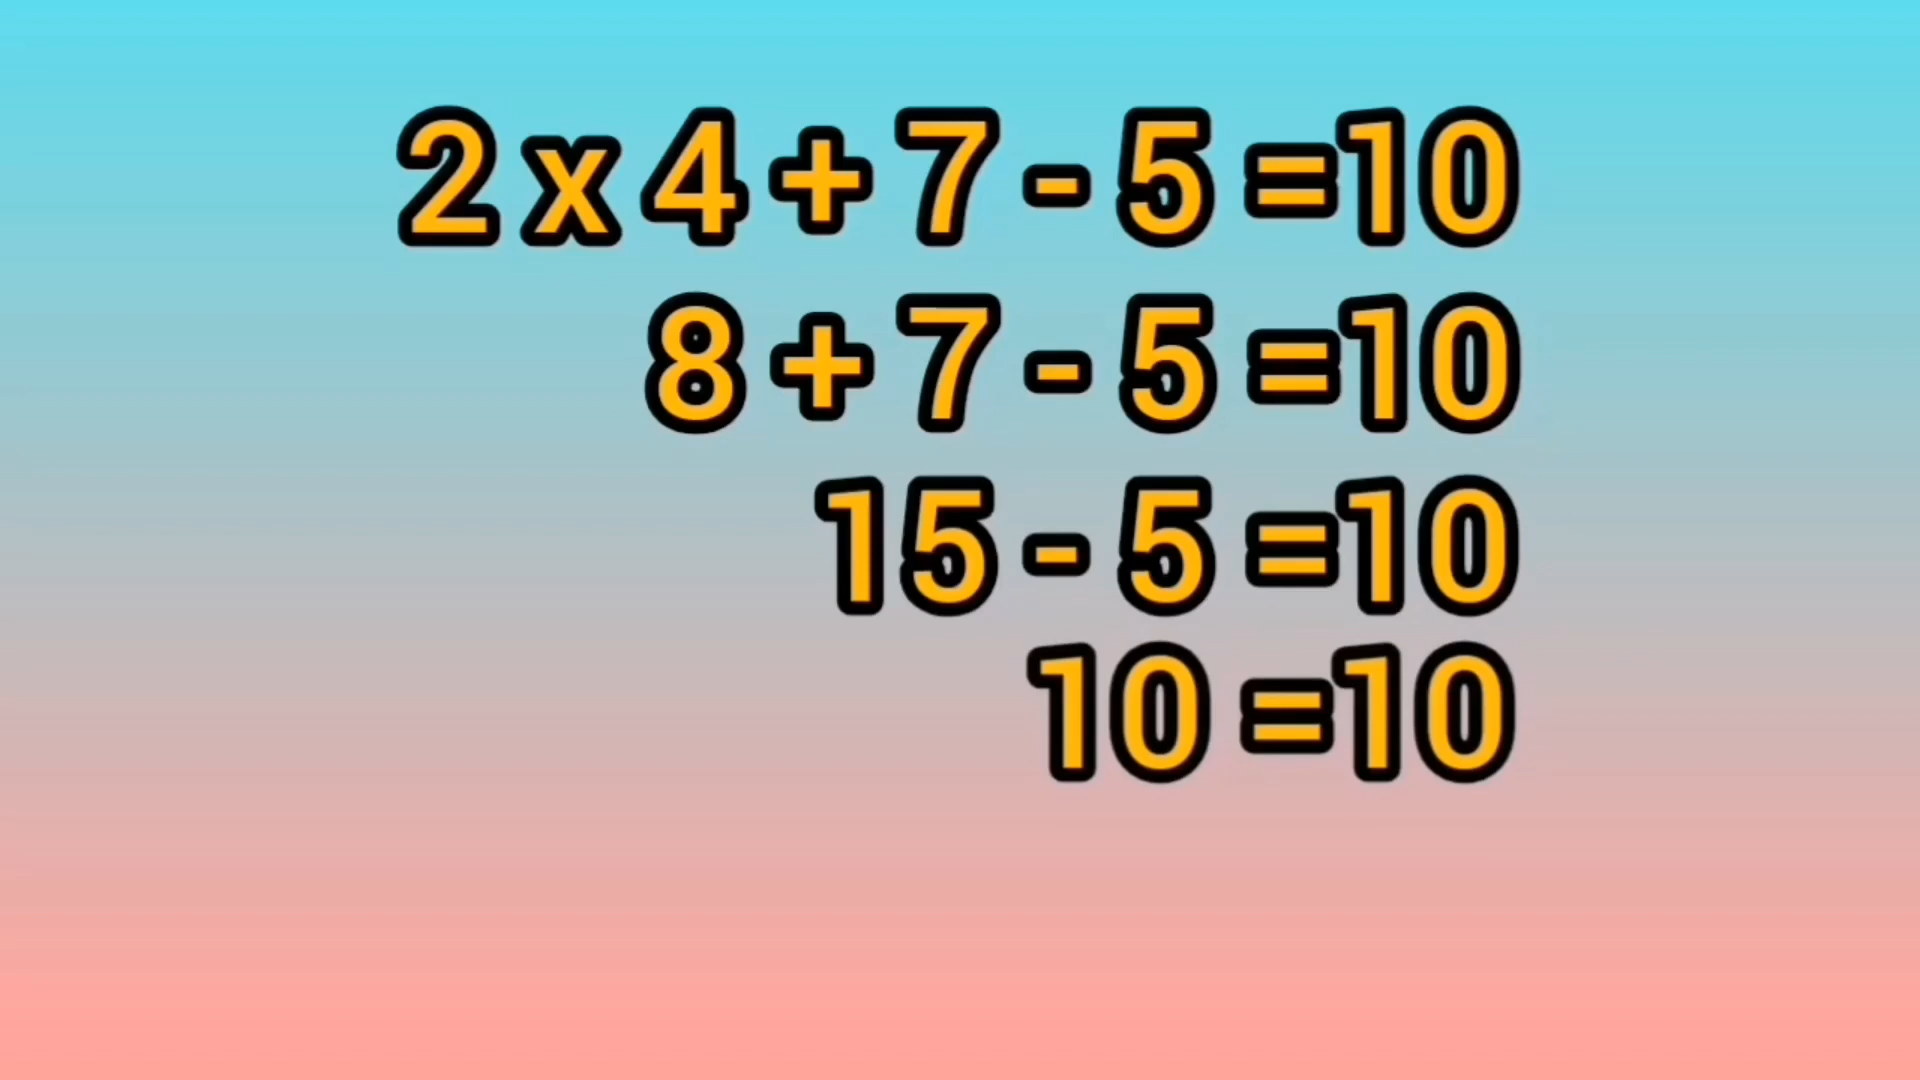 2 x 4 + 7 - 5 =10
8 + 7 - 5 =10
15 - 5 =10
10 =10